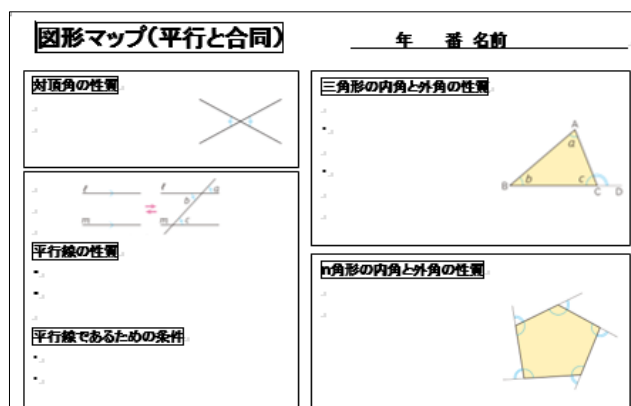 図形マップ(平行と合同)
年 番 名前
対頂角の性質
ℓ ℓ a
b
m m c
平行線の性質
平行線であるための条件
三角形の内角と外角の性質
A
a
B b c C D
n角形の内角と外角の性質